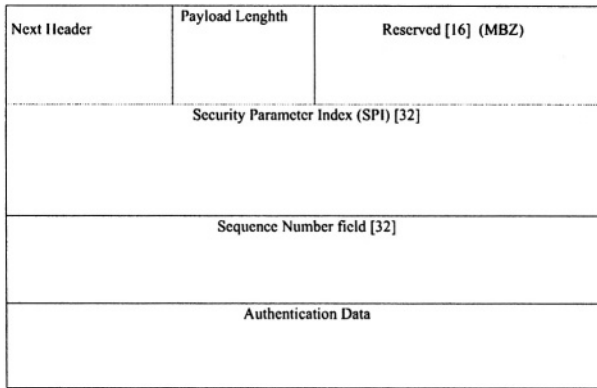 Next Header
Payload Lenghth
Reserved [16] (MBZ)
Security Parameter Index (SPI) [32]
Sequence Number field [32]
Authentication Data